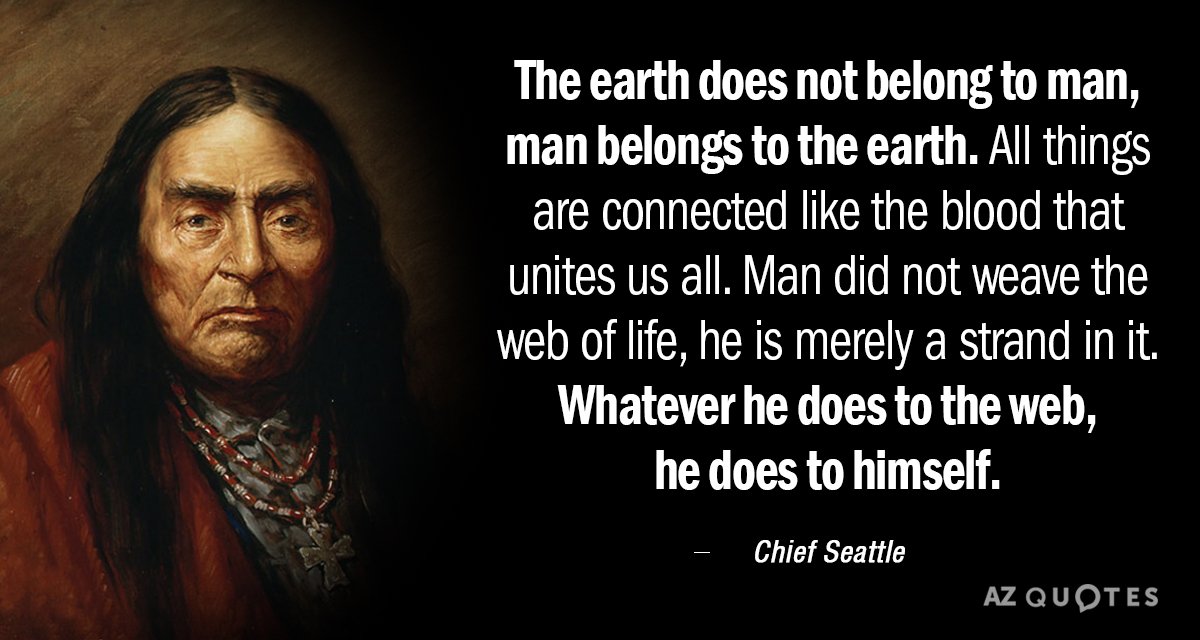 The earth does not belong to man,
man belongs to the earth. All things
are connected like the blood that
unites us all. Man did not weave the
web of life, he is merely a strand in it.
Whatever he does to the web,
he does to himself.
— Chief Seattle
AZ QUOTES